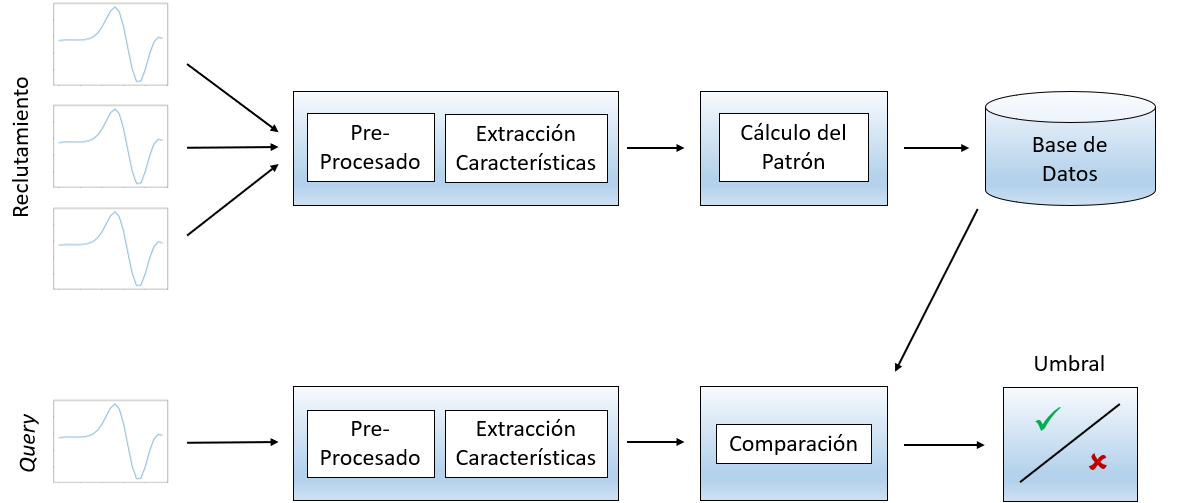 Reclutamiento
Pre-
Procesado
Extracción
Características
Cálculo del
Patrón
Base de
Datos
Query
Pre-
Procesado
Extracción
Características
Comparación
Umbral